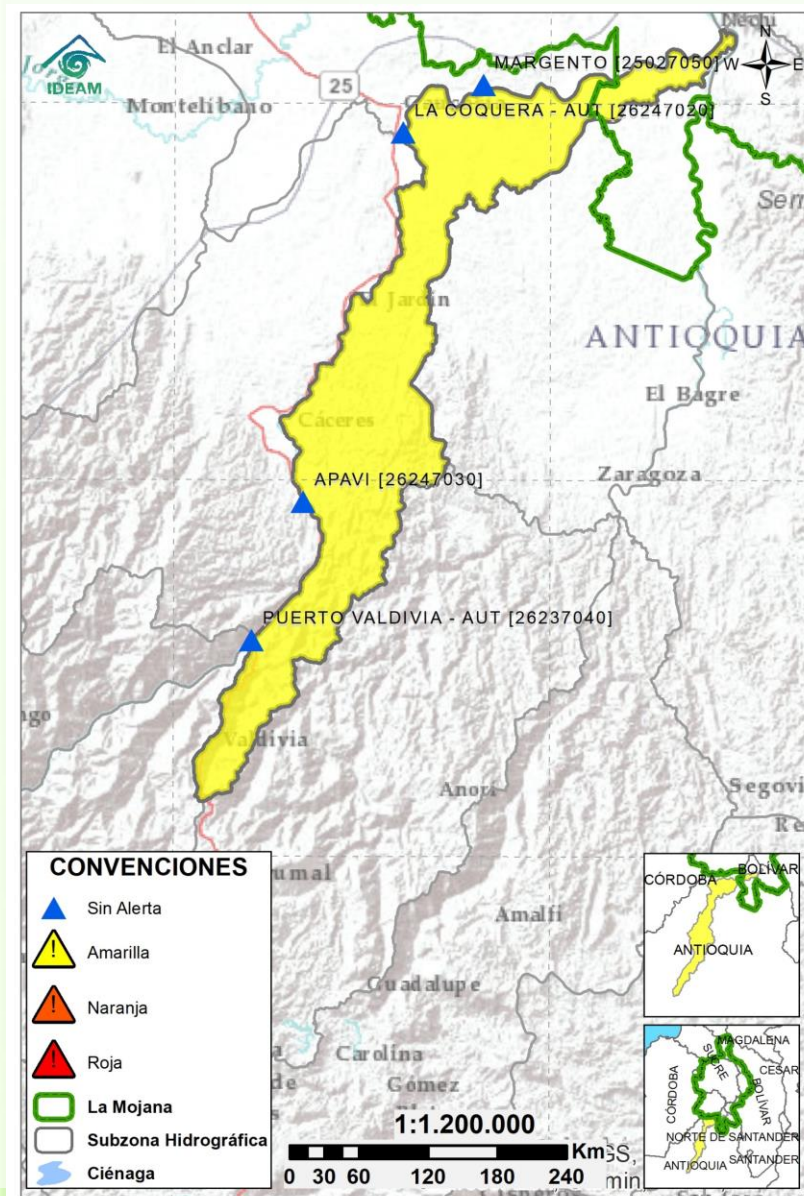 Nechí
N
W
E
S
IDEAM
El Anclar
Montelíbano
25
MARGENTO [25027050]
LA COQUERA - AUT [26247020]
El Jardín
ANTIOQUIA
El Bagre
Cáceres
Zaragoza
APAVI [26247030]
PUERTO VALDIVIA - AUT [26237040]
Valdivia
Anorí
Segovi
Re
Amalfi
Guadalupe
Carolina
Gómez
CONVENCIONES
Sin Alerta
Amarilla
Naranja
Roja
La Mojana
Subzona Hidrográfica
Ciénaga
1:1.200.000
Km
0 30 60 120 180 240
CÓRDOBA
BOLÍVAR
ANTIOQUIA
MAGDALENA
SUCRE
CESAR
CÓRDOBA
BOLÍVAR
NORTE DE SANTANDER
ANTIOQUIA
SANTANDER